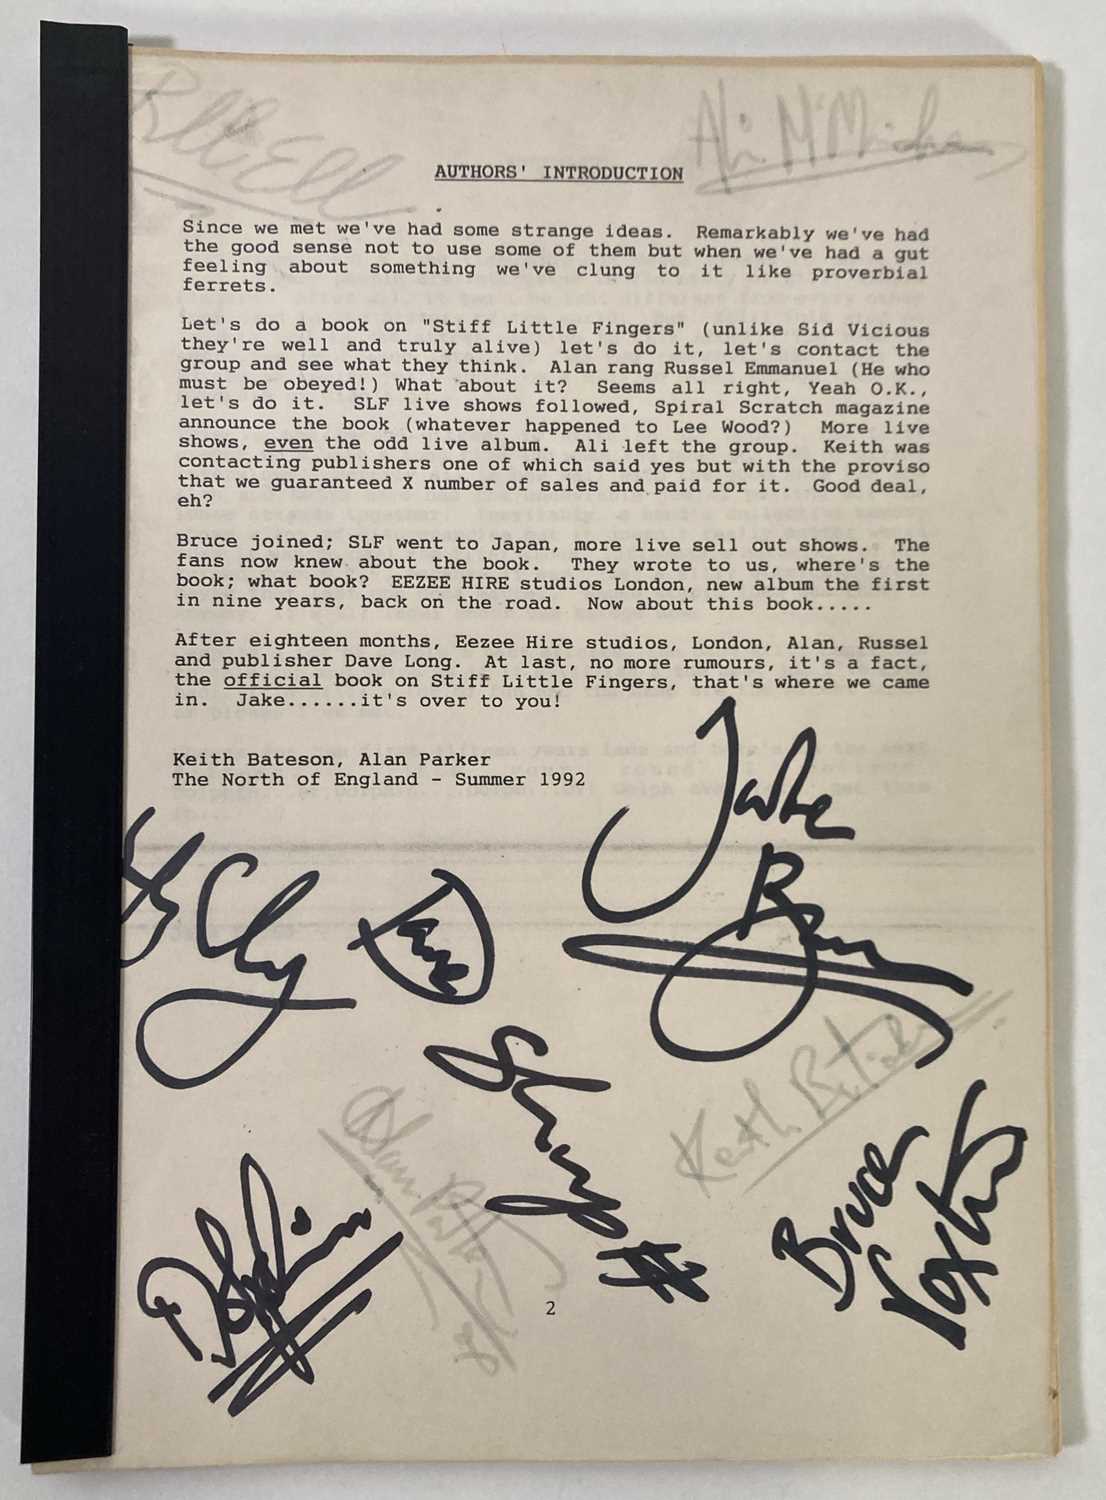 Bill Ell
Ali McMicha
AUTHORS' INTRODUCTION
Since we met we've had some strange ideas. Remarkably we've had
the good sense not to use some of them but when we've had a gut
feeling about something we've clung to it like proverbial
ferrets.
Let's do a book on "Stiff Little Fingers" (unlike Sid Vicious
they're well and truly alive) let's do it, let's contact the
group and see what they think. Alan rang Russel Emmanuel (He who
must be obeyed!) What about it? Seems all right, Yeah O.K.,
let's do it. SLF live shows followed, Spiral Scratch magazine
announce the book (whatever happened to Lee Wood?) More live
shows, even the odd live album. Ali left the group. Keith was
contacting publishers one of which said yes but with the proviso
that we guaranteed X number of sales and paid for it. Good deal,
eh?
Bruce joined; SLF went to Japan, more live sell out shows. The
fans now knew about the book. They wrote to us, where's the
book; what book? EEZEE HIRE studios London, new album the first
in nine years, back on the road. Now about this book.....
After eighteen months, Eezee Hire studios, London, Alan, Russel
and publisher Dave Long. At last, no more rumours, it's a fact,
the official book on Stiff Little Fingers, that's where we came
in. Jake......it's over to you!
Keith Bateson, Alan Parker
The North of England - Summer 1992
Jake
Dave
Sharp
Keith
Alan Parker
Bruce
Foxton
2